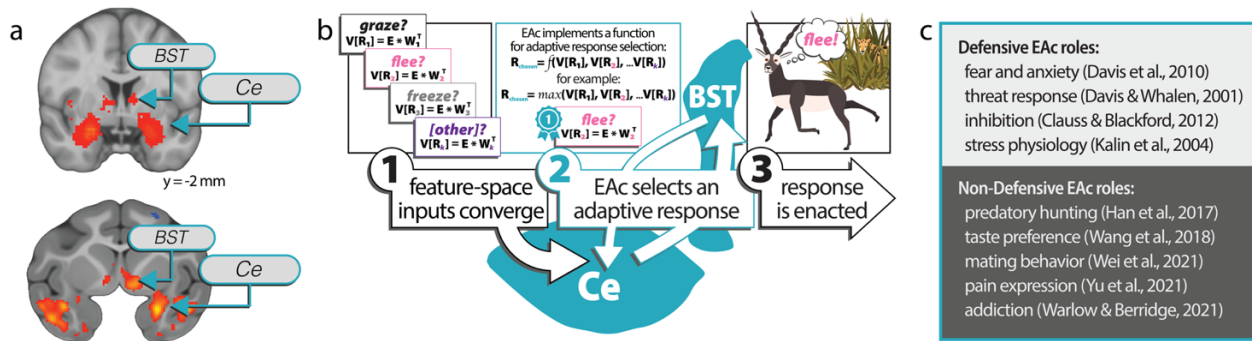 a
BST
Ce
y = -2 mm
BST
Ce
b
graze?
V[R₁] = E * W₁ᵀ
flee?
V[R₂] = E * W₂ᵀ
freeze?
V[R₃] = E * W₃ᵀ
[other]?
V[Rₖ] = E * Wₖᵀ
EAc implements a function
for adaptive response selection:
R_chosen = f(V[R₁], V[R₂], ...V[Rₖ])
for example:
R_chosen = max(V[R₁], V[R₂], ...V[Rₖ])
1
flee?
V[R₂] = E * W₂ᵀ
BST
flee!
1
feature-space
inputs converge
2
EAc selects an
adaptive response
3
response
is enacted
Ce
c
Defensive EAc roles:
fear and anxiety (Davis et al., 2010)
threat response (Davis & Whalen, 2001)
inhibition (Clauss & Blackford, 2012)
stress physiology (Kalin et al., 2004)
Non-Defensive EAc roles:
predatory hunting (Han et al., 2017)
taste preference (Wang et al., 2018)
mating behavior (Wei et al., 2021)
pain expression (Yu et al., 2021)
addiction (Warlow & Berridge, 2021)